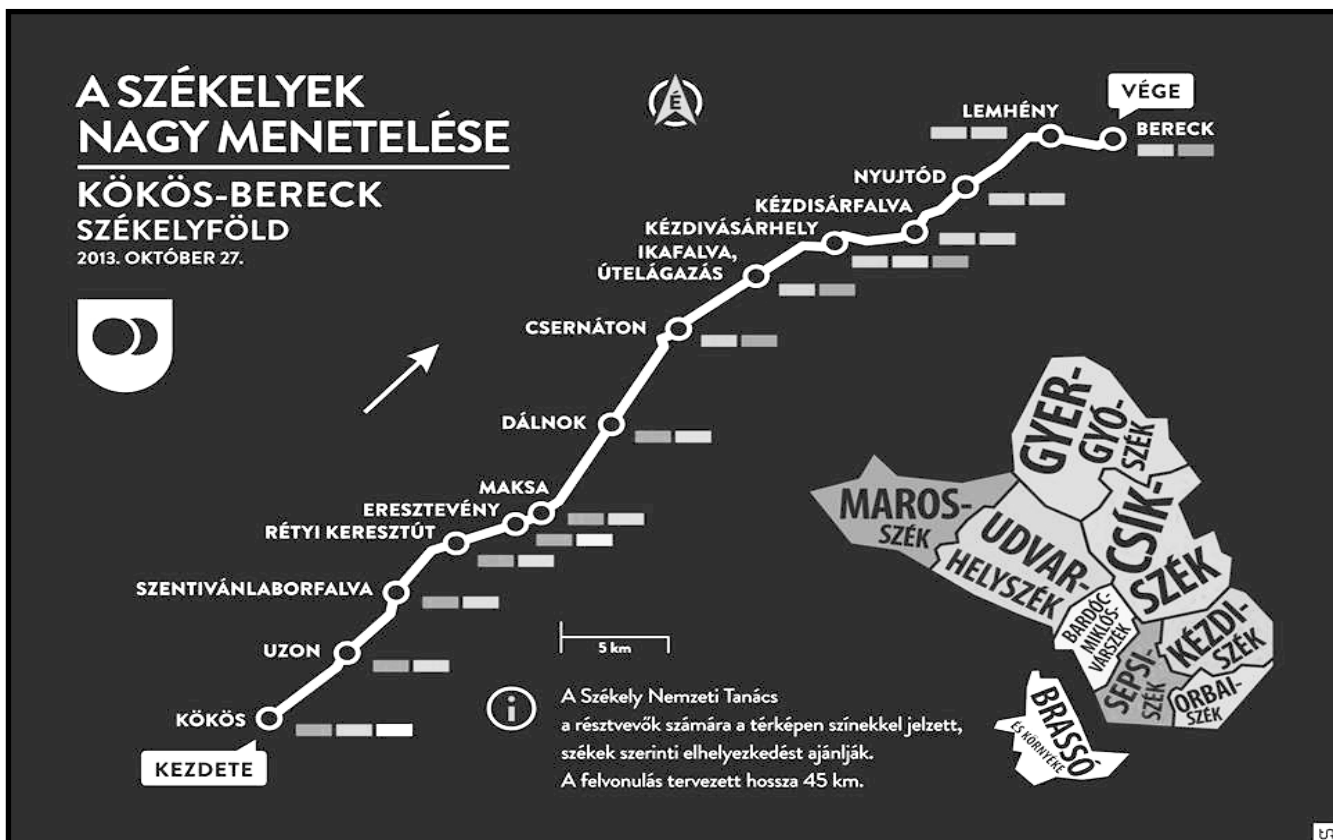 A SZÉKELYEK
NAGY MENETELÉSE
KÖKÖS-BERECK
SZÉKELYFÖLD
2013. OKTÓBER 27.
É
VÉGE
LEMHÉNY
BERECK
NYUJTÓD
KÉZDISÁRFALVA
KÉZDIVÁSÁRHELY
IKAFALVA,
ÚTELÁGAZÁS
CSERNÁTON
DÁLNOK
MAKSA
ERESZTEVÉNY
RÉTYI KERESZTÚT
SZENTIVÁNLABORFALVA
UZON
KÖKÖS
KEZDETE
5 km
i
A Székely Nemzeti Tanács
a résztvevők számára a térképen színekkel jelzett,
székek szerinti elhelyezkedést ajánlják.
A felvonulás tervezett hossza 45 km.
GYER-
GYÓ-
SZÉK
MAROS-
SZÉK
UDVAR-
HELYSZÉK
CSÍK-
SZÉK
BARDÓC-
MIKLÓS-
VÁRSZÉK
KÉZDI-
SZÉK
SEPSI-
SZÉK
ORBAI-
SZÉK
BRASSÓ
ÉS KÖRNYÉKE